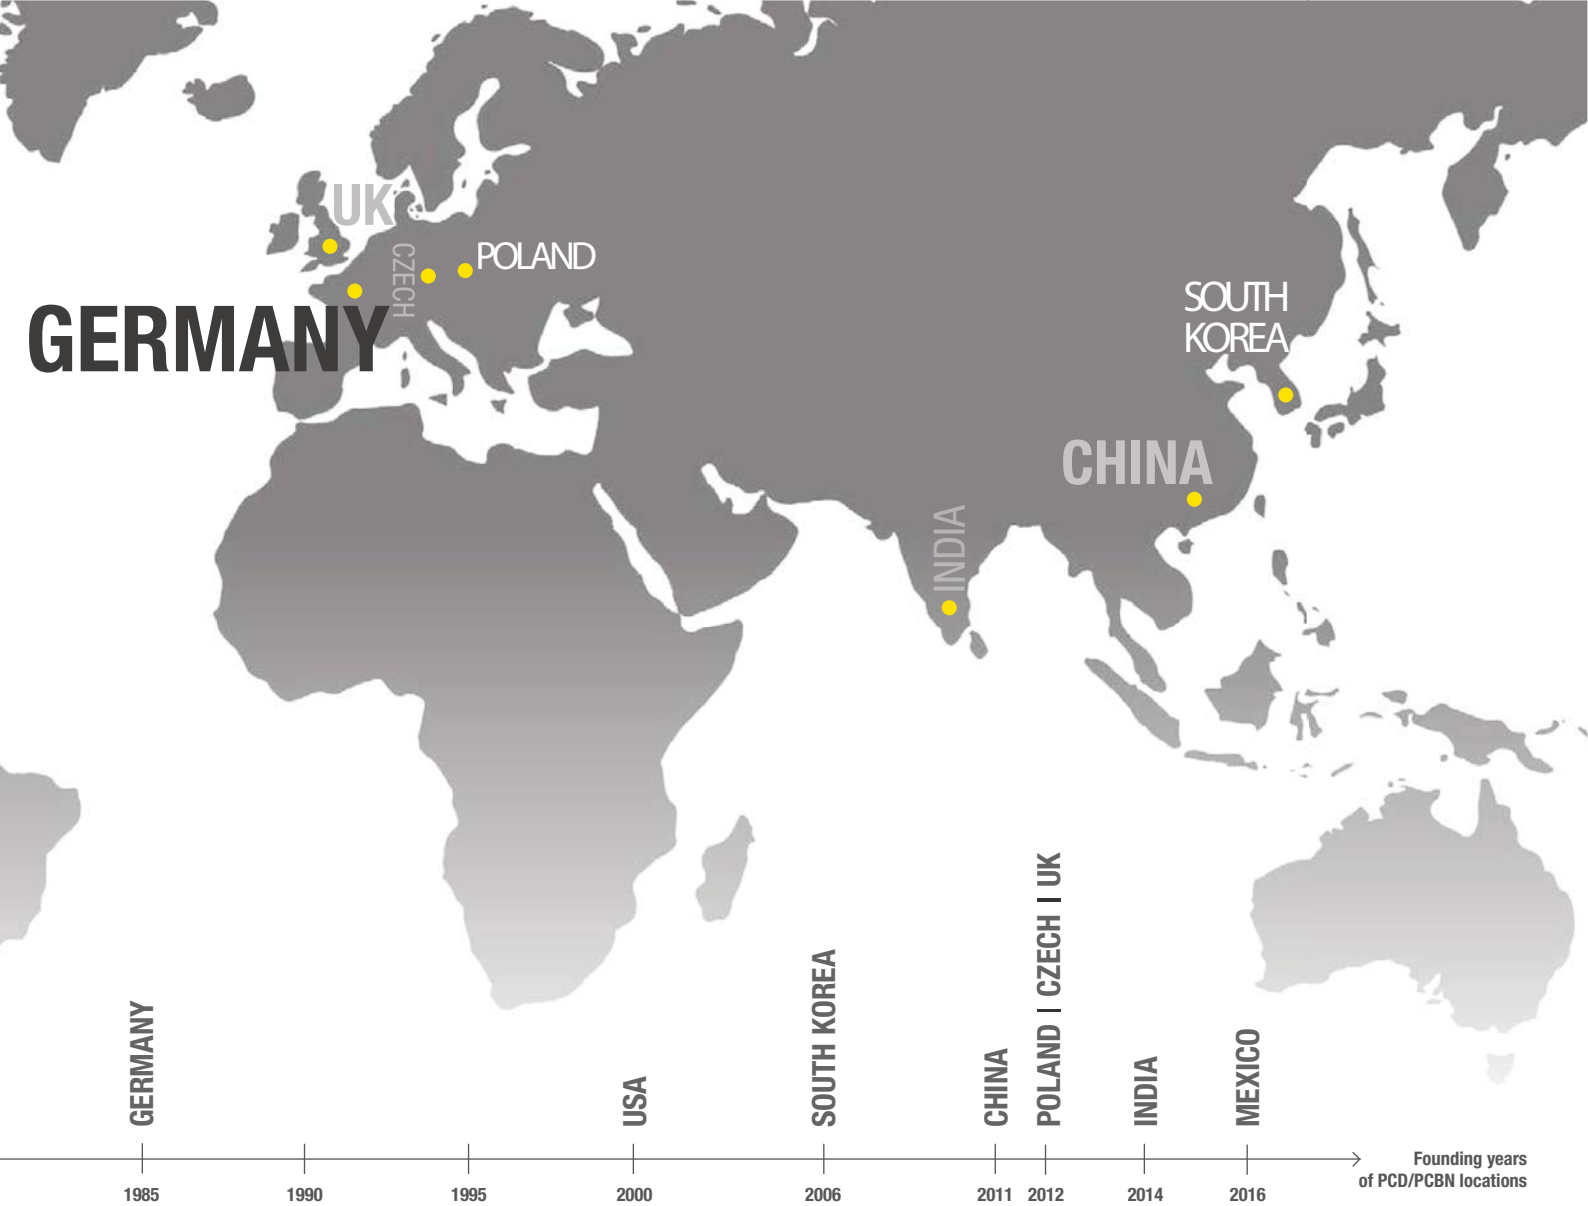 UK
CZECH
POLAND
GERMANY
SOUTH
KOREA
CHINA
INDIA
GERMANY
USA
SOUTH KOREA
CHINA
POLAND | CZECH | UK
INDIA
MEXICO
1985
1990
1995
2000
2006
2011
2012
2014
2016
Founding years
of PCD/PCBN locations